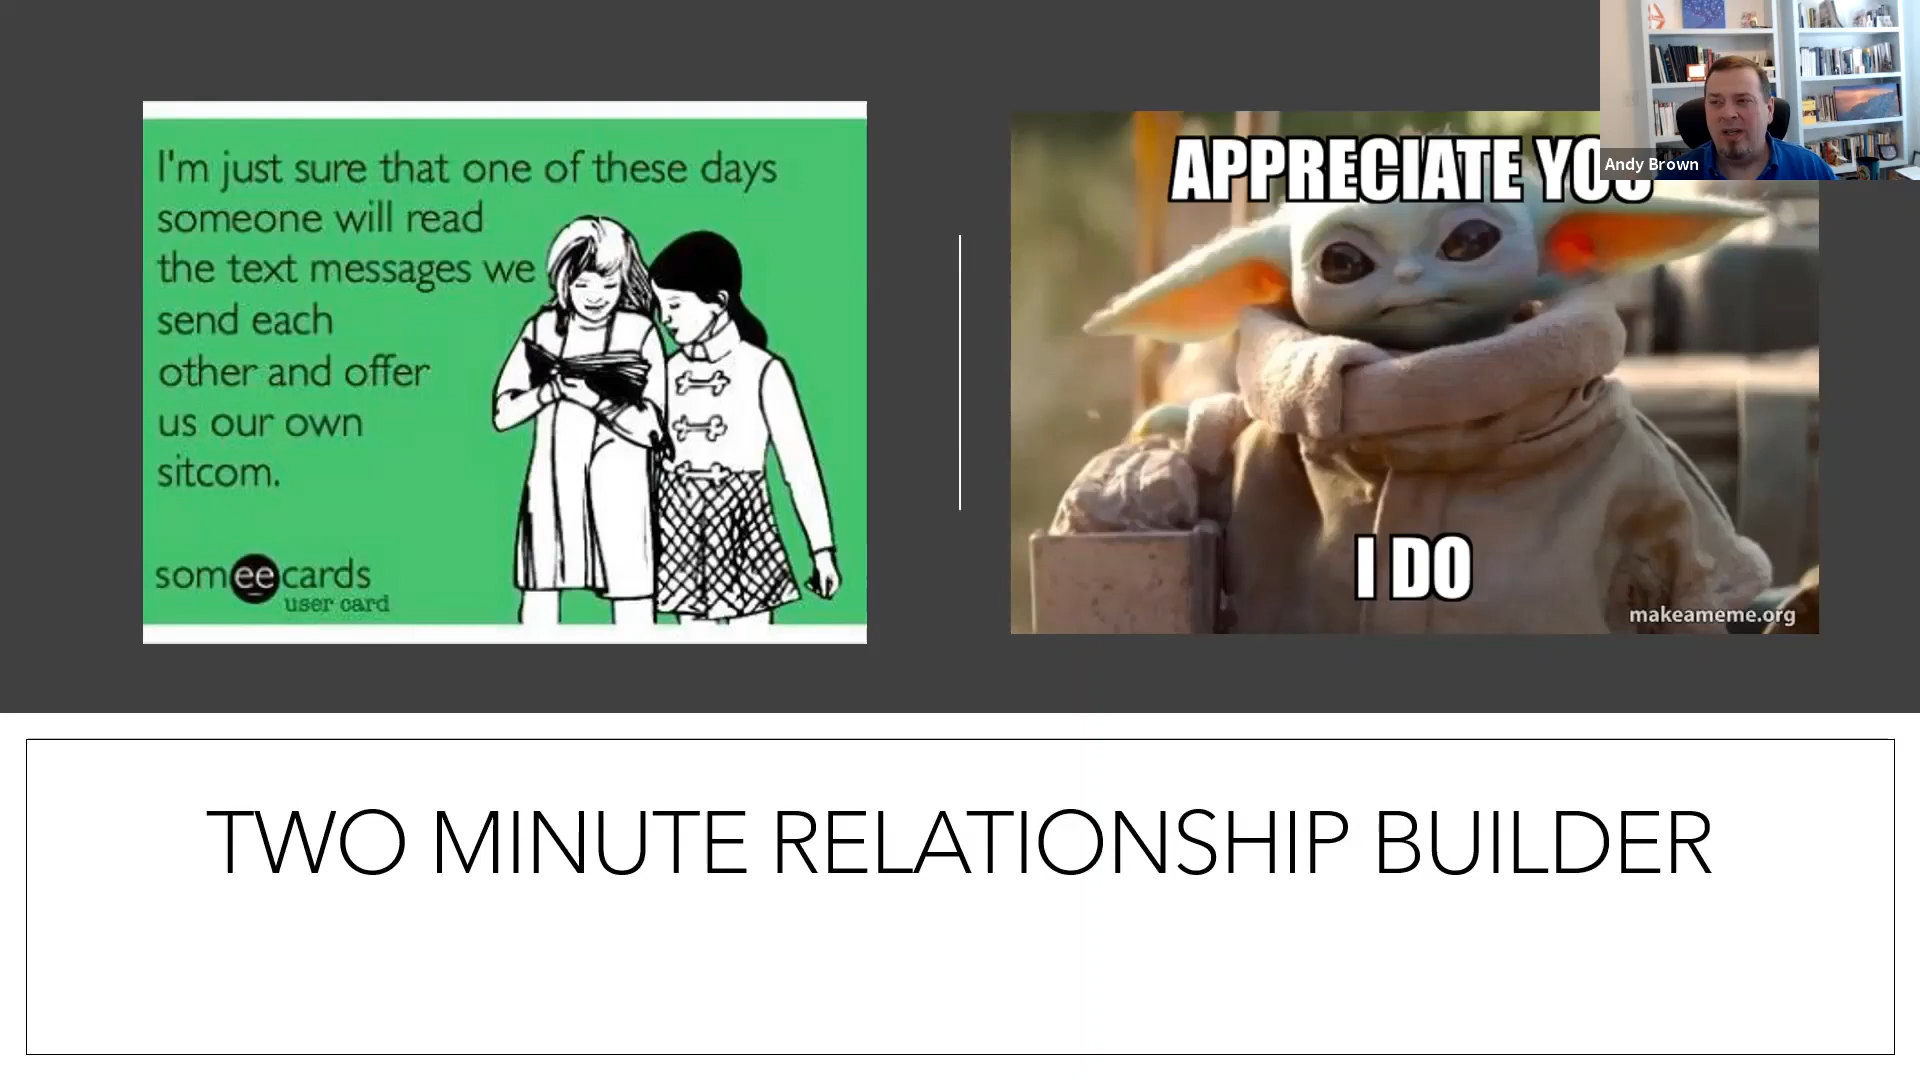 I'm just sure that one of these days
someone will read
the text messages we
send each
other and offer
us our own
sitcom.
someecards
user card
APPRECIATE YOU
I DO
makeameme.org
Andy Brown
TWO MINUTE RELATIONSHIP BUILDER